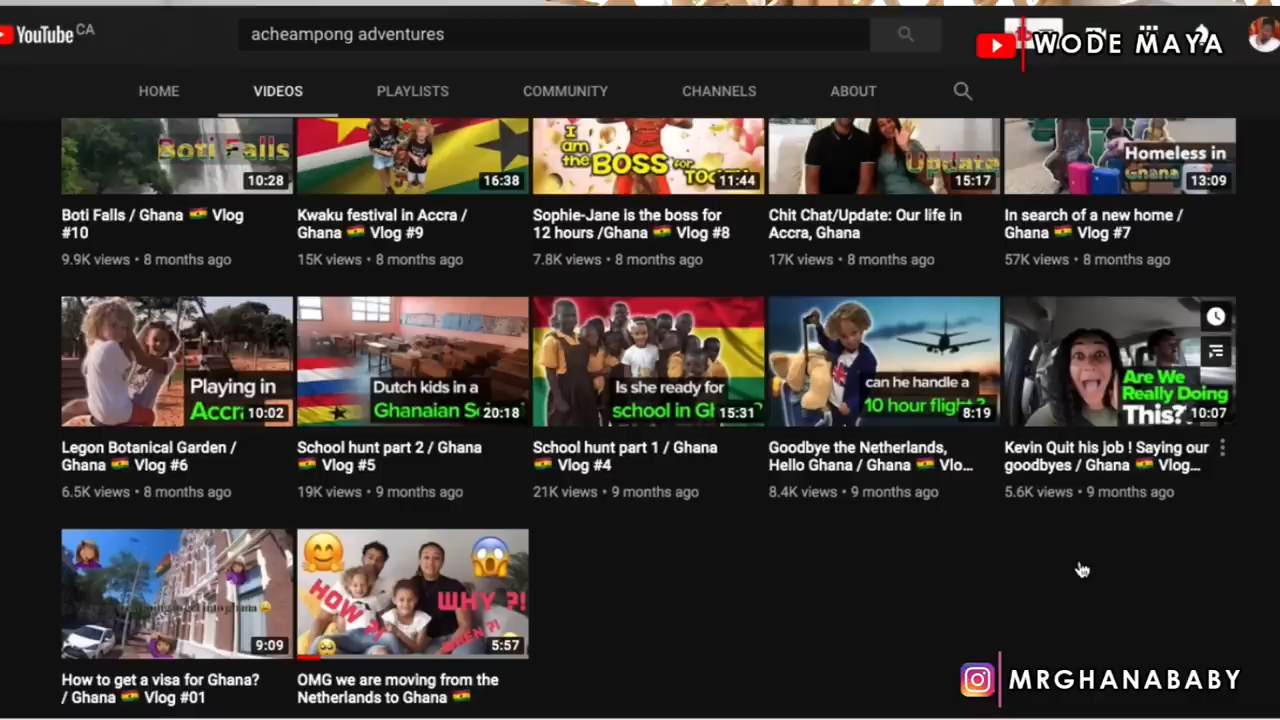 YouTube CA
acheampong adventures
WODE MAYA
HOME
VIDEOS
PLAYLISTS
COMMUNITY
CHANNELS
ABOUT
Boti Falls
10:28
16:38
I am the BOSS for
11:44
Update
15:17
Homeless in
Ghana
13:09
Boti Falls / Ghana 🇬🇭 Vlog
#10
9.9K views • 8 months ago
Kwaku festival in Accra /
Ghana 🇬🇭 Vlog #9
15K views • 8 months ago
Sophie-Jane is the boss for
12 hours /Ghana 🇬🇭 Vlog #8
7.8K views • 8 months ago
Chit Chat/Update: Our life in
Accra, Ghana
17K views • 8 months ago
In search of a new home /
Ghana 🇬🇭 Vlog #7
57K views • 8 months ago
Playing in
Accra
10:02
Dutch kids in a
Ghanaian
20:18
Is she ready for
school in
15:31
can he handle a
10 hour flight ?
8:19
Are We
Really Doing
This?
10:07
Legon Botanical Garden /
Ghana 🇬🇭 Vlog #6
6.5K views • 8 months ago
School hunt part 2 / Ghana
🇬🇭 Vlog #5
19K views • 9 months ago
School hunt part 1 / Ghana
🇬🇭 Vlog #4
21K views • 9 months ago
Goodbye the Netherlands,
Hello Ghana / Ghana 🇬🇭 Vlo...
8.4K views • 9 months ago
Kevin Quit his job ! Saying our
goodbyes / Ghana 🇬🇭 Vlog...
5.6K views • 9 months ago
9:09
HOW ?!
WHY ?!
WHEN ?!
5:57
How to get a visa for Ghana?
/ Ghana 🇬🇭 Vlog #01
OMG we are moving from the
Netherlands to Ghana 🇬🇭
MRGHANABABY